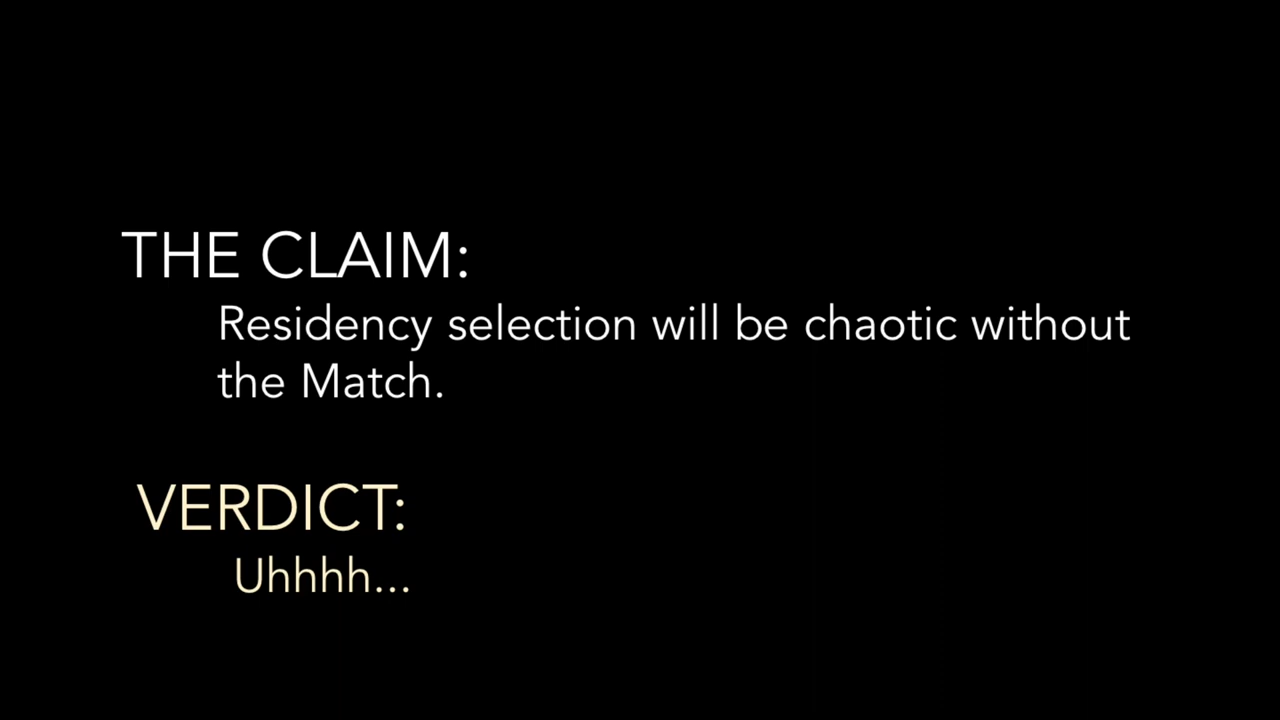 THE CLAIM:
Residency selection will be chaotic without
the Match.
VERDICT:
Uhhhh...